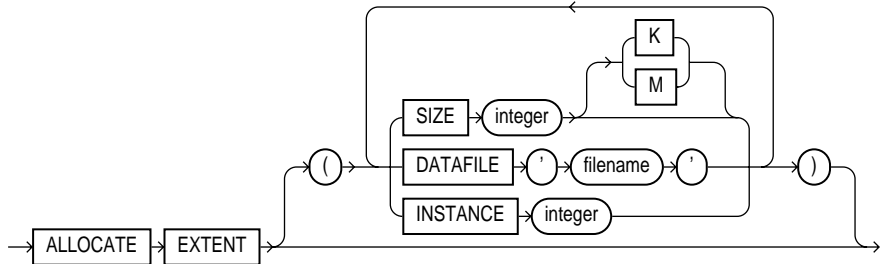 K
M
SIZE integer
( DATAFILE ' filename ' )
INSTANCE integer
ALLOCATE EXTENT